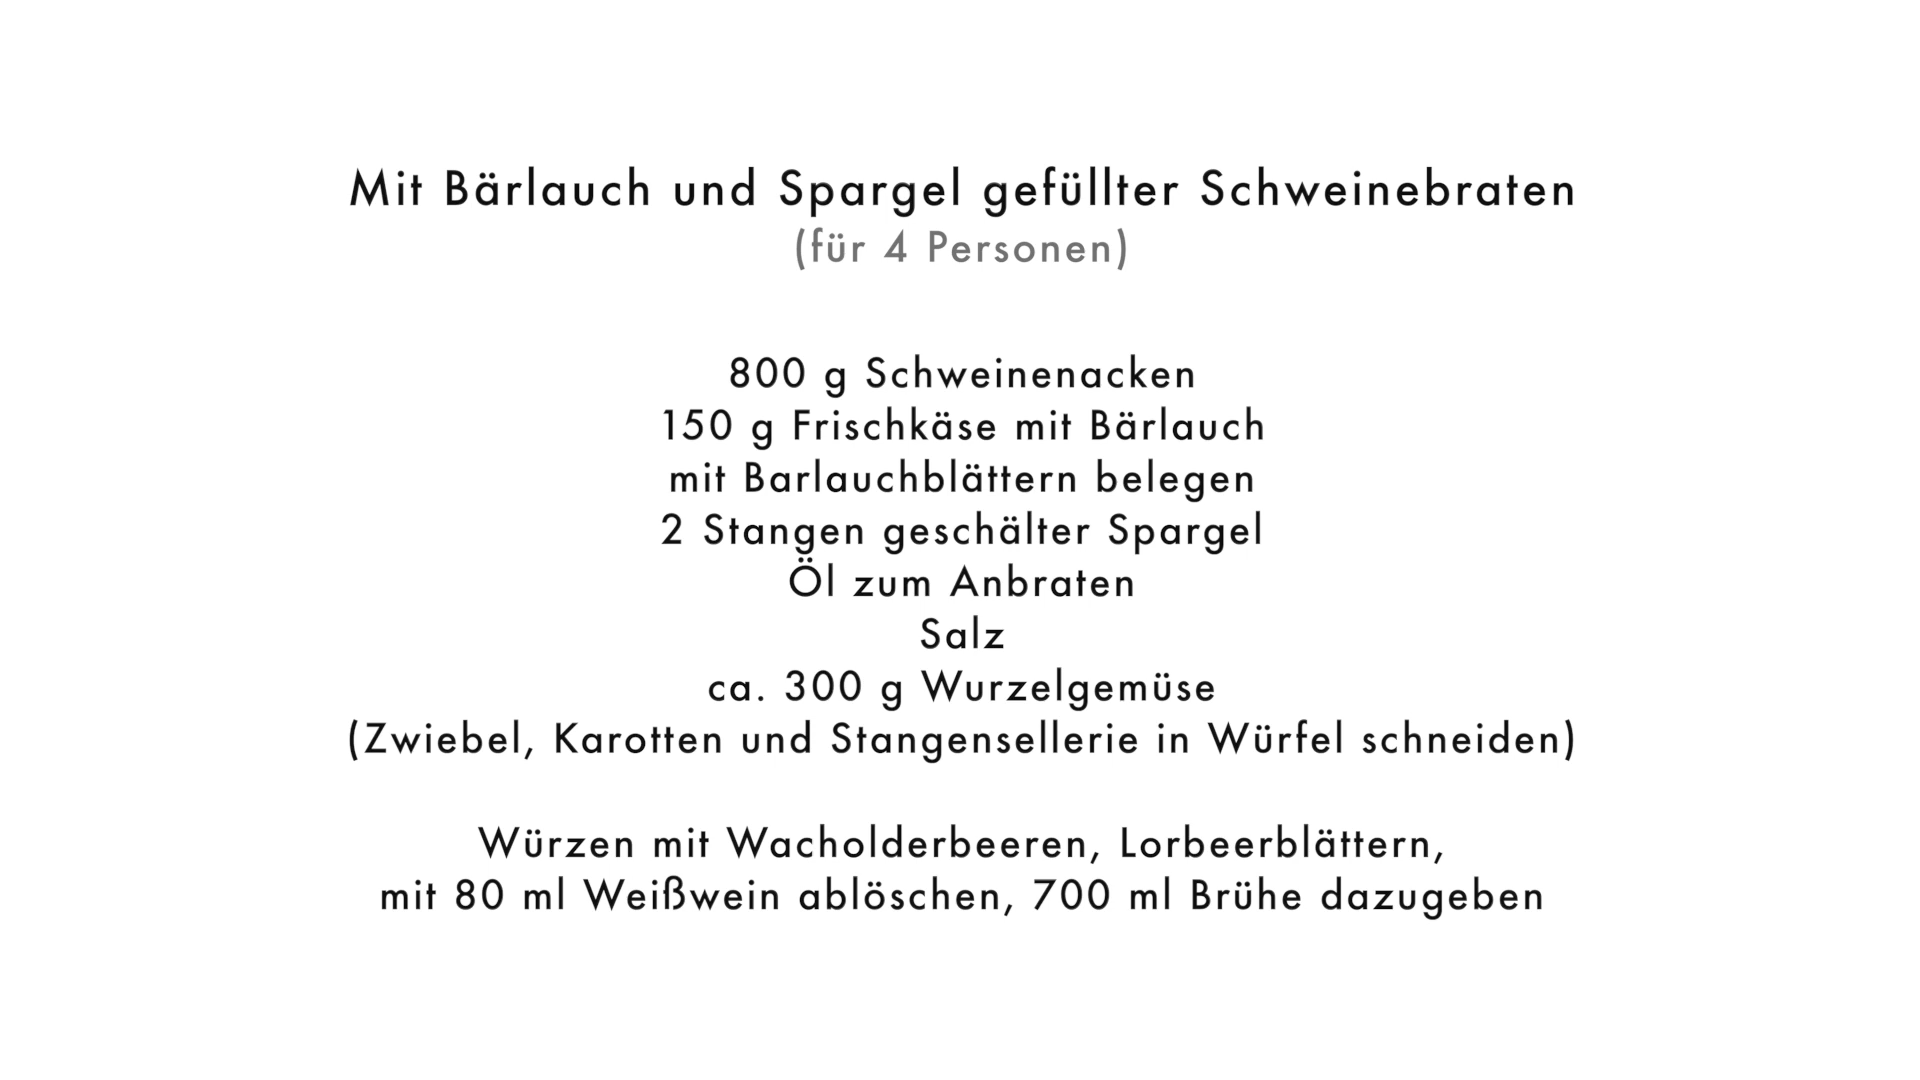 Mit Bärlauch und Spargel gefüllter Schweinebraten
(für 4 Personen)
800 g Schweinenacken
150 g Frischkäse mit Bärlauch
mit Barlauchblättern belegen
2 Stangen geschälter Spargel
Öl zum Anbraten
Salz
ca. 300 g Wurzelgemüse
(Zwiebel, Karotten und Stangensellerie in Würfel schneiden)
Würzen mit Wacholderbeeren, Lorbeerblättern,
mit 80 ml Weißwein ablöschen, 700 ml Brühe dazugeben